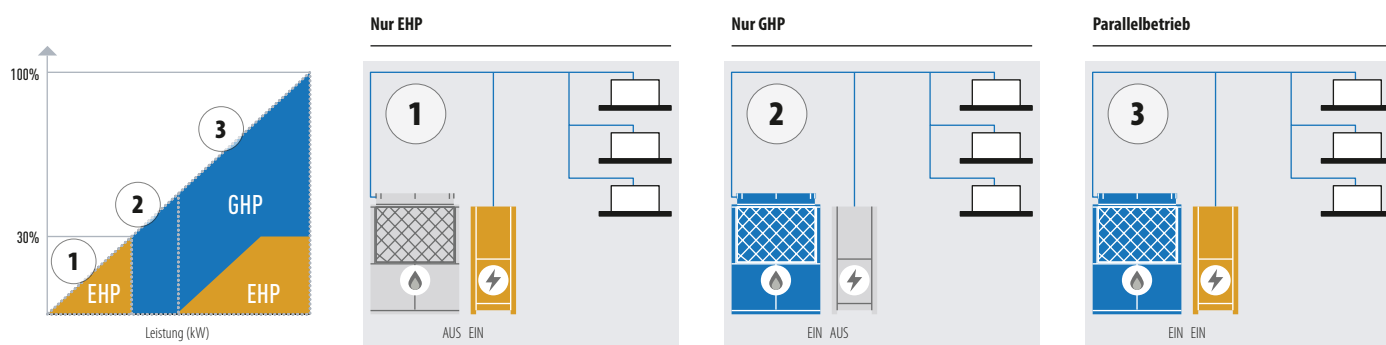 100%
30%
1
2
3
EHP
GHP
EHP
Leistung (kW)
Nur EHP
1
AUS EIN
Nur GHP
2
EIN AUS
Parallelbetrieb
3
EIN EIN